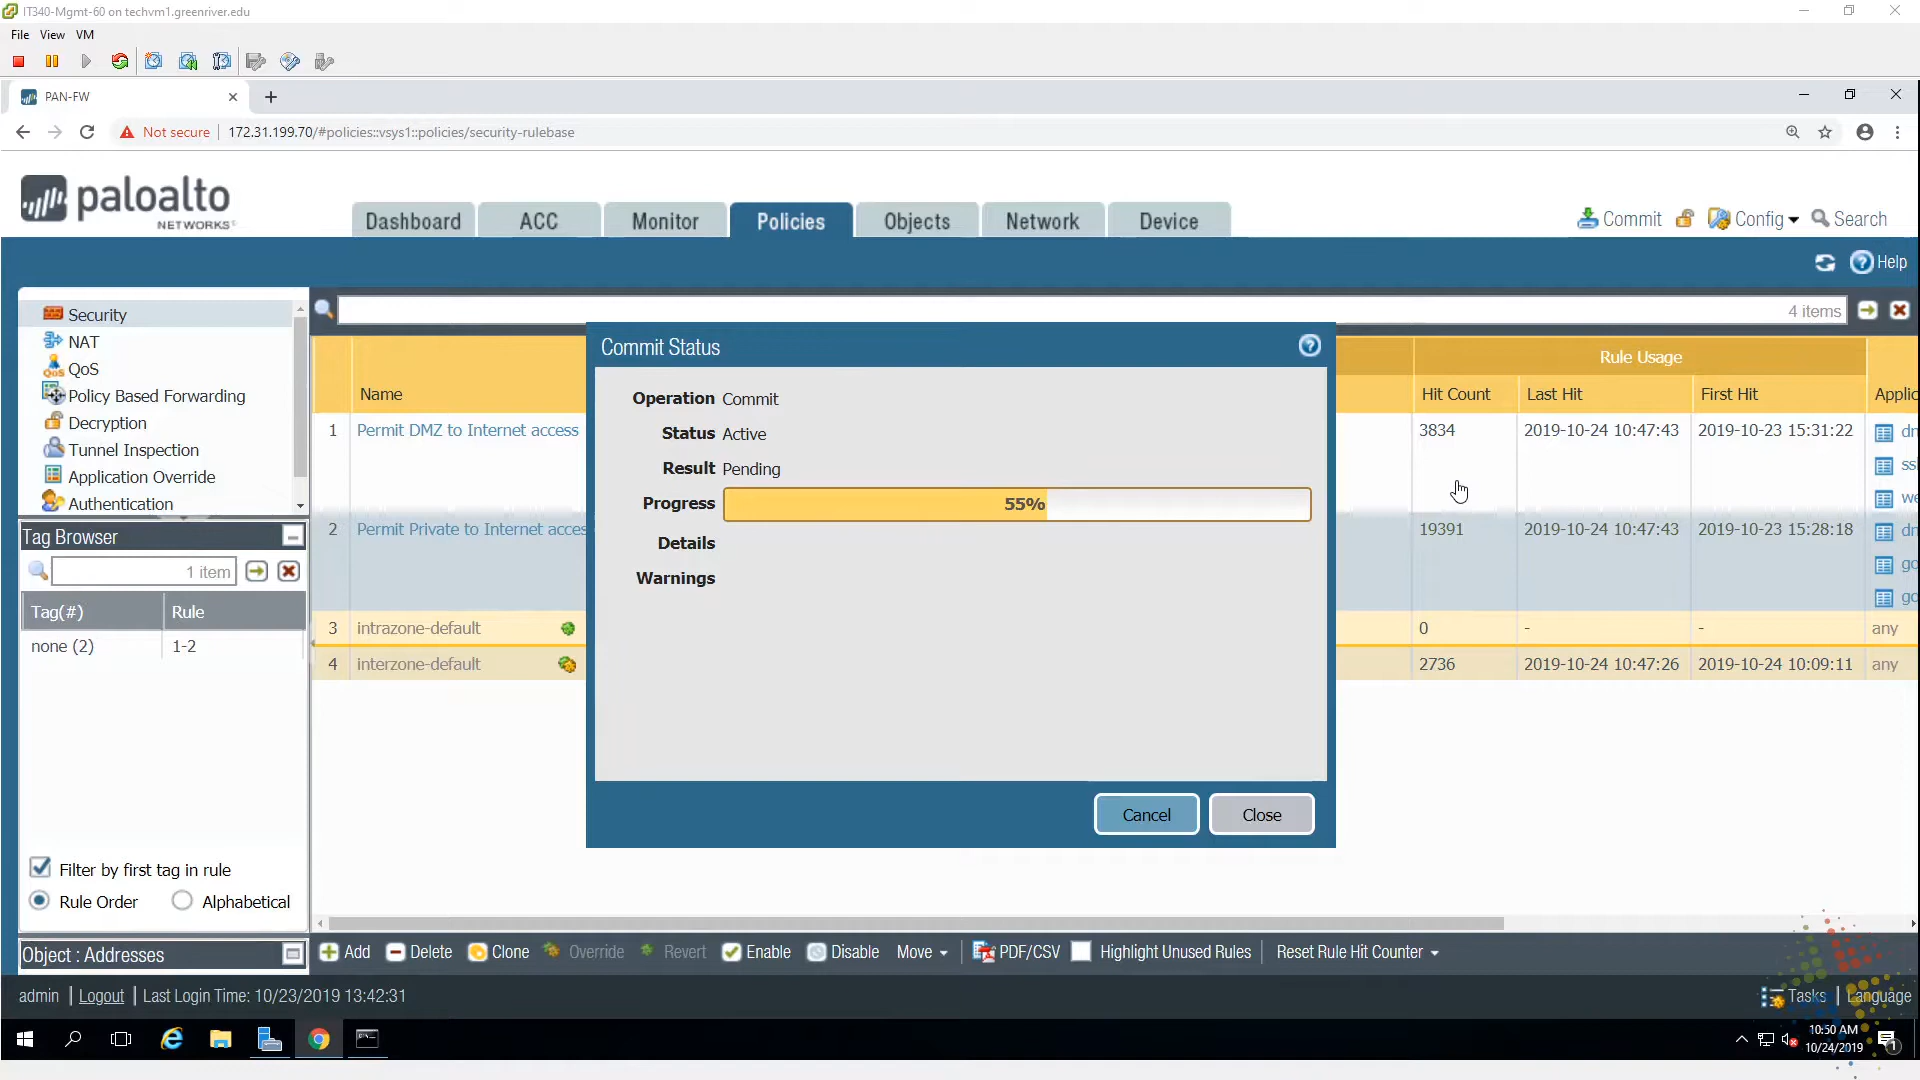 IT340-Mgmt-60 on techvm1.greenriver.edu
File View VM
PAN-FW
Not secure 172.31.199.70/#policies::vsys1::policies/security-rulebase
paloalto
NETWORKS®
Dashboard ACC Monitor Policies Objects Network Device
Commit Config Search
Help
Security
NAT
QoS
Policy Based Forwarding
Decryption
Tunnel Inspection
Application Override
Authentication
Tag Browser
1 item
Tag(#) Rule
none (2) 1-2
Filter by first tag in rule
Rule Order Alphabetical
Object : Addresses
4 items
Rule Usage
Name Hit Count Last Hit First Hit Applic
1 Permit DMZ to Internet access 3834 2019-10-24 10:47:43 2019-10-23 15:31:22 dn
ssl
we
2 Permit Private to Internet acces 19391 2019-10-24 10:47:43 2019-10-23 15:28:18 dn
go
go
3 intrazone-default 0 - - any
4 interzone-default 2736 2019-10-24 10:47:26 2019-10-24 10:09:11 any
Commit Status
Operation Commit
Status Active
Result Pending
Progress 55%
Details
Warnings
Cancel Close
Add Delete Clone Override Revert Enable Disable Move PDF/CSV Highlight Unused Rules Reset Rule Hit Counter
admin | Logout | Last Login Time: 10/23/2019 13:42:31
Tasks | Language
10:50 AM
10/24/2019
1